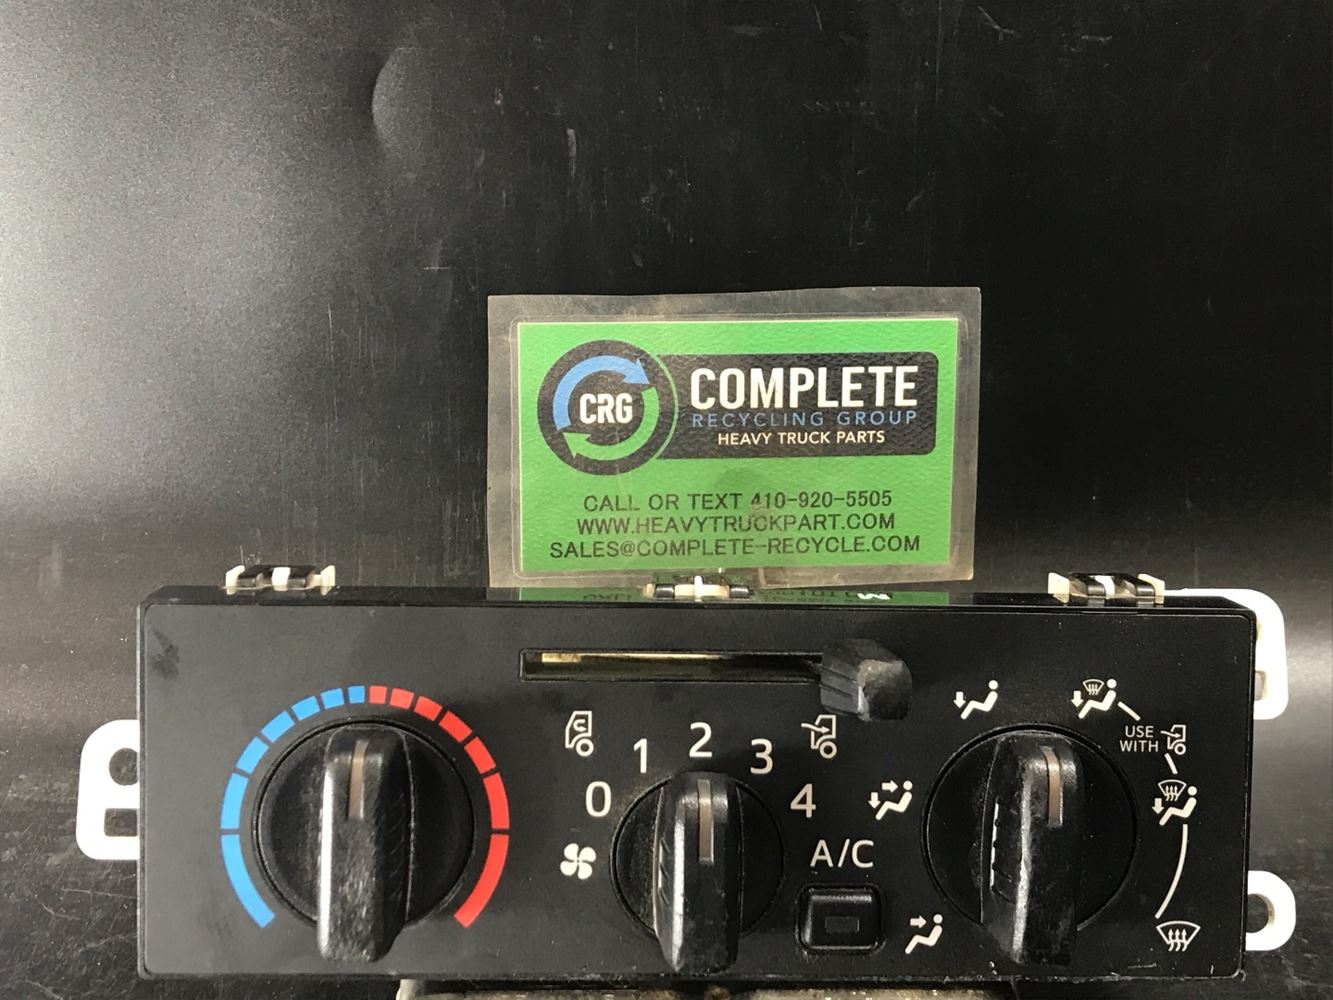 CRG
COMPLETE
RECYCLING GROUP
HEAVY TRUCK PARTS
CALL OR TEXT 410-920-5505
WWW.HEAVYTRUCKPART.COM
SALES@COMPLETE-RECYCLE.COM
0 1 2 3 4
A/C
USE
WITH